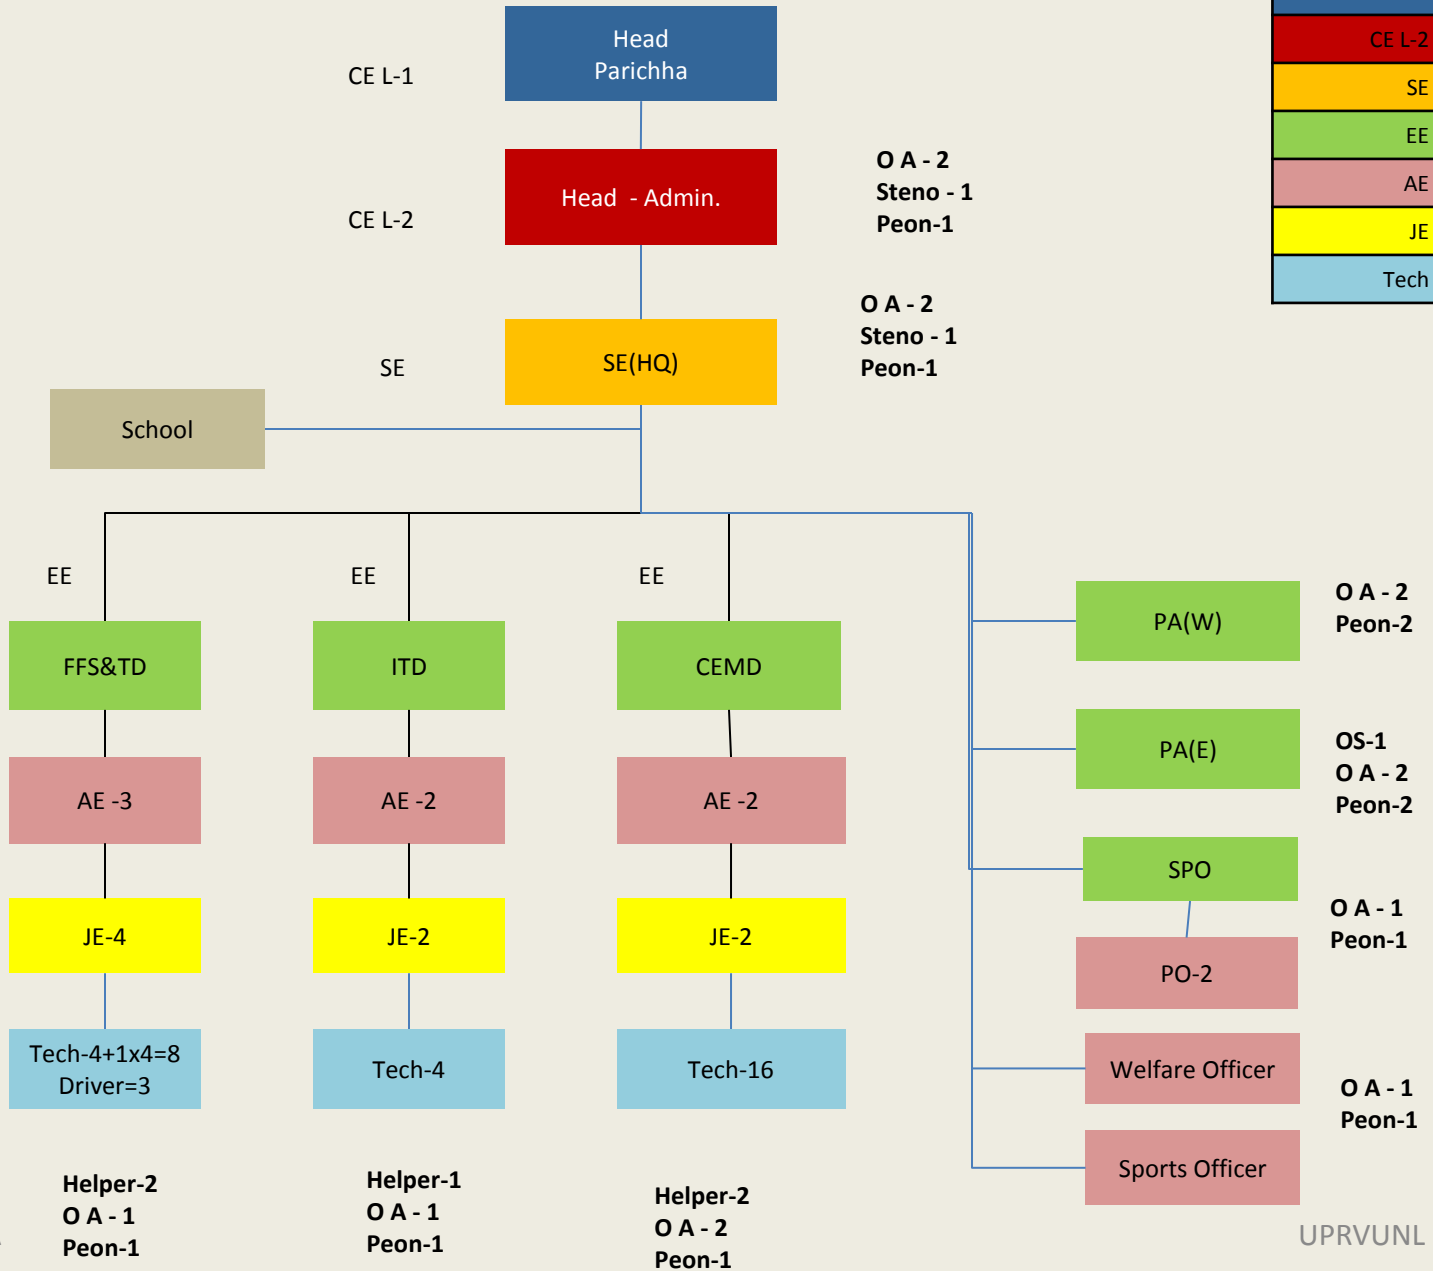 Head
Parichha
CE L-1
CE L-2
SE
EE
AE
JE
Tech
Head - Admin.
CE L-2
O A - 2
Steno - 1
Peon-1
SE(HQ)
SE
O A - 2
Steno - 1
Peon-1
School
EE
EE
EE
FFS&TD
ITD
CEMD
PA(W)
O A - 2
Peon-2
PA(E)
OS-1
O A - 2
Peon-2
AE -3
AE -2
AE -2
SPO
O A - 1
Peon-1
JE-4
JE-2
JE-2
PO-2
Tech-4+1x4=8
Driver=3
Tech-4
Tech-16
Welfare Officer
O A - 1
Peon-1
Sports Officer
Helper-2
O A - 1
Peon-1
Helper-1
O A - 1
Peon-1
Helper-2
O A - 2
Peon-1
UPRVUNL